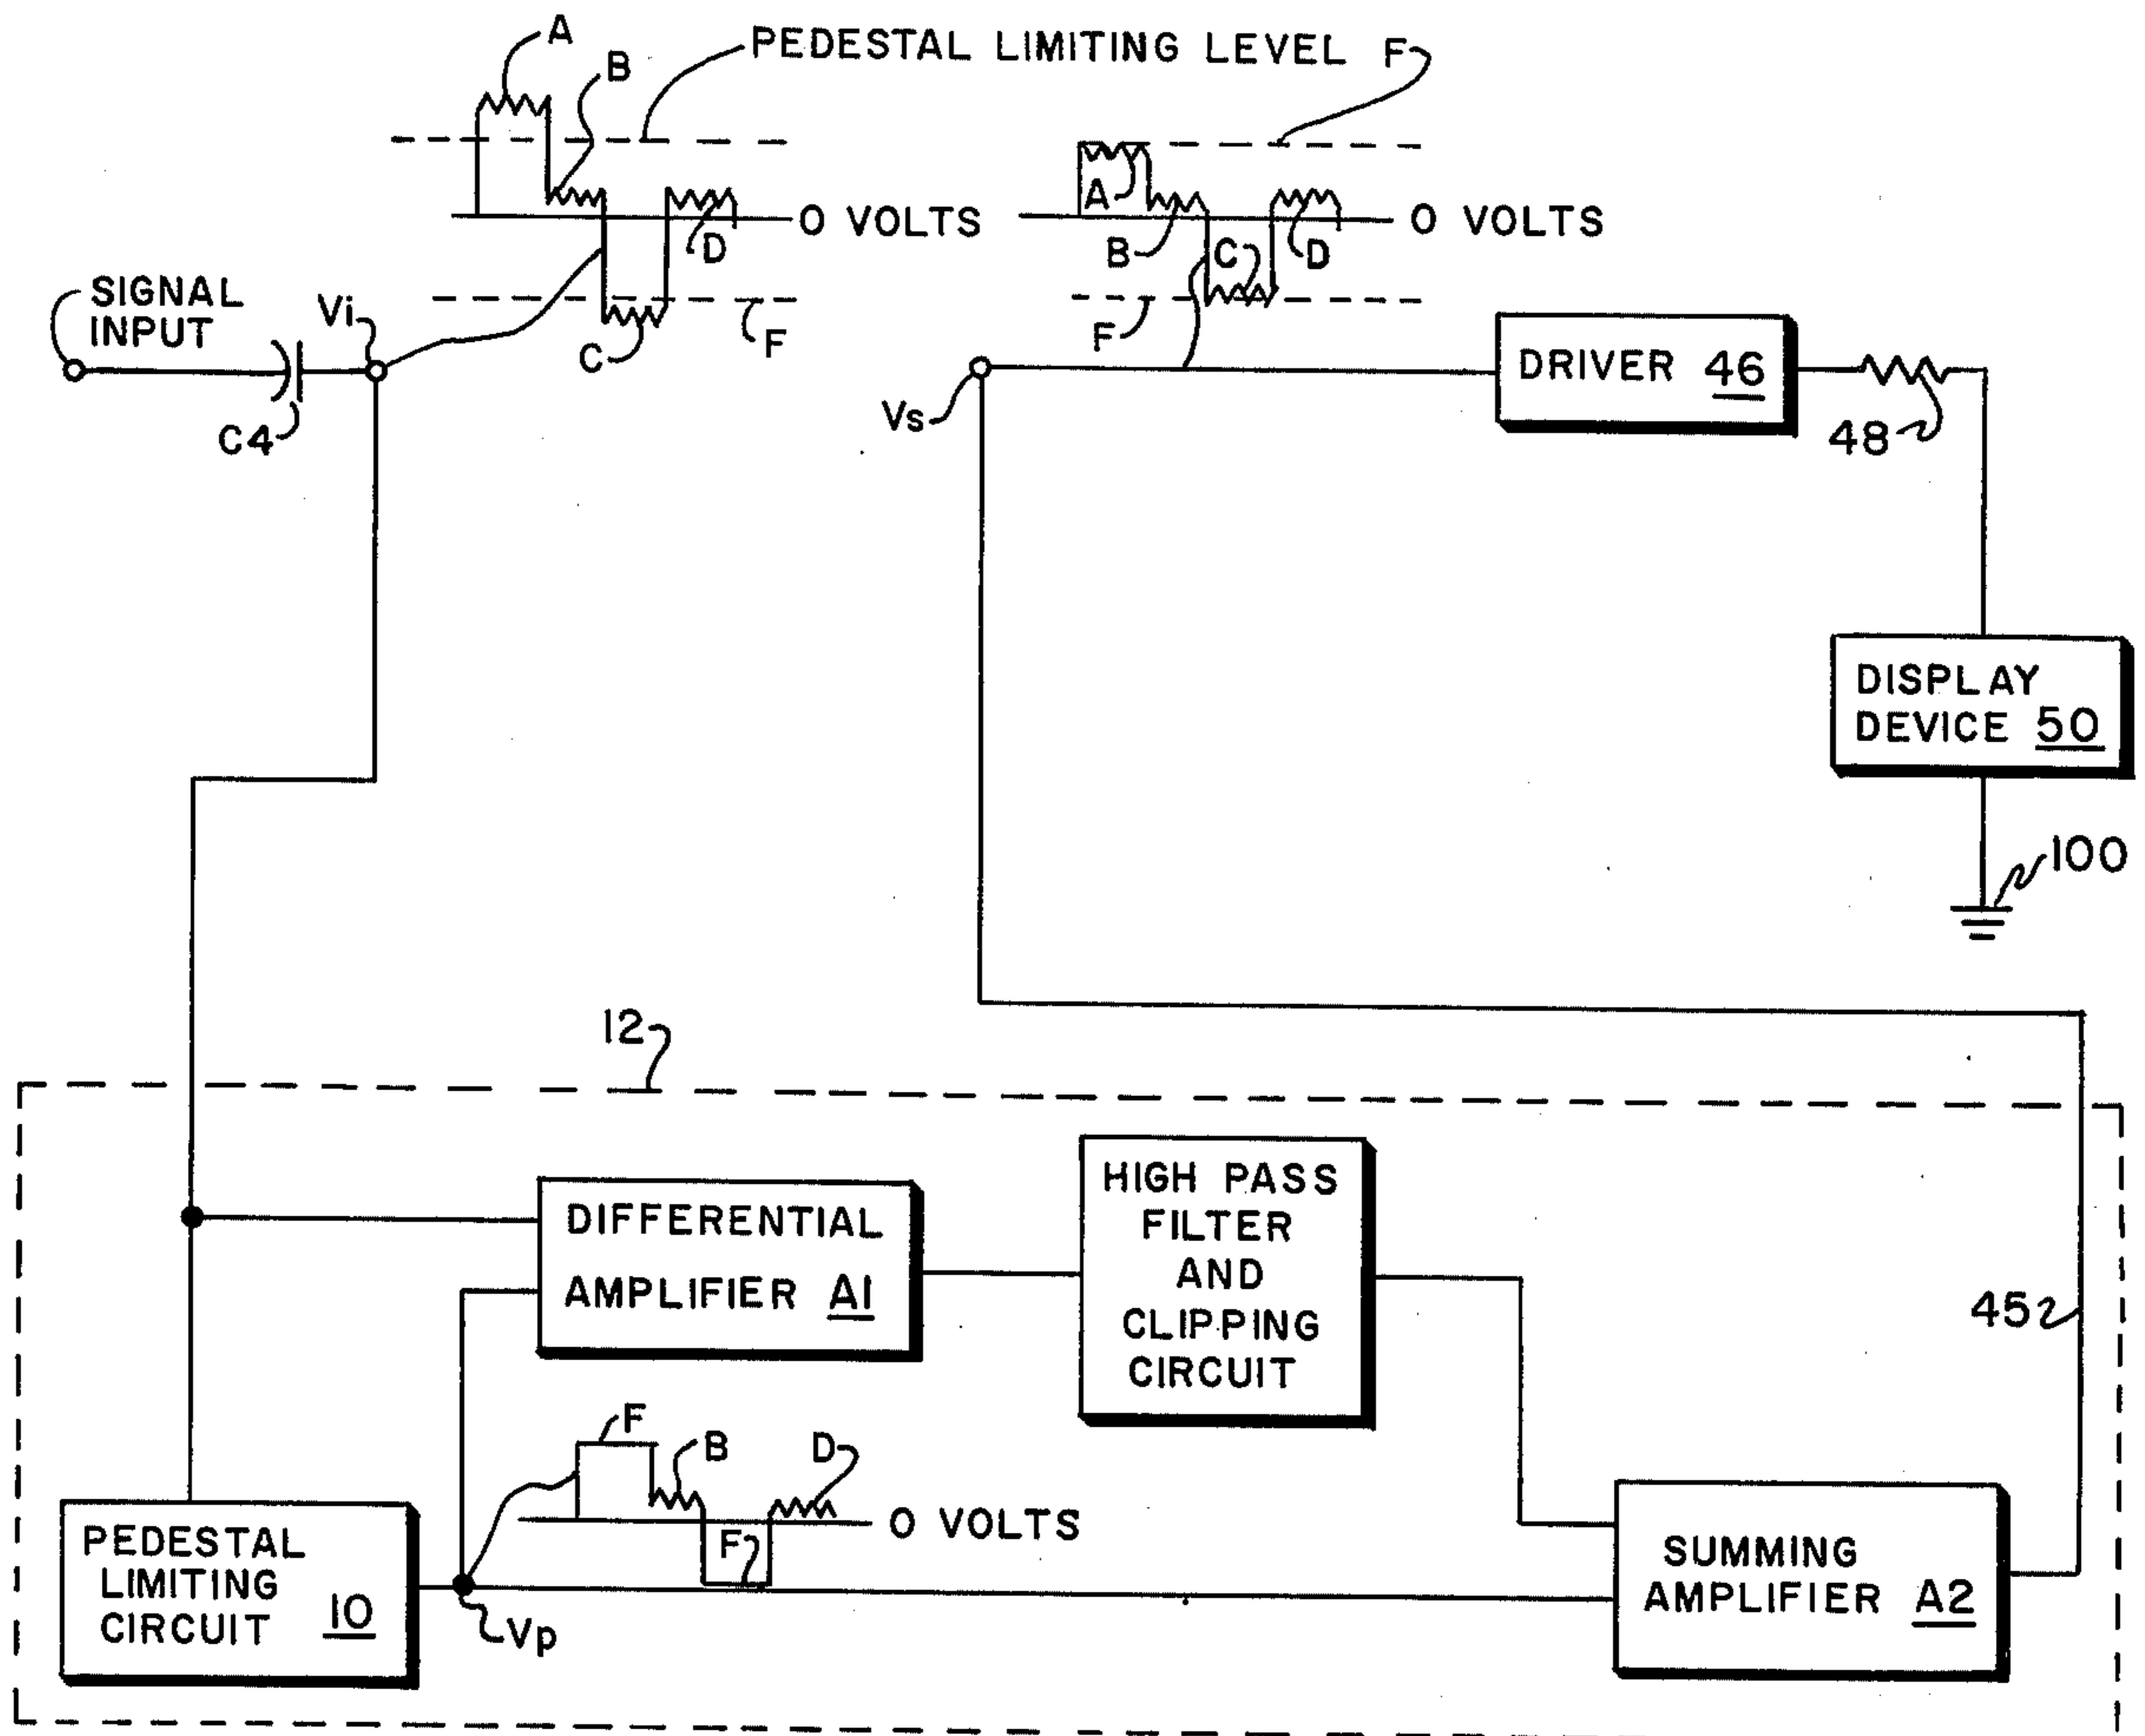 A
B
PEDESTAL LIMITING LEVEL F
A
0 VOLTS
0 VOLTS
D
B
C
D
SIGNAL
INPUT
Vi
C
F
F
DRIVER 46
C4
Vs
48
DISPLAY
DEVICE 50
100
12
HIGH PASS
FILTER
AND
CLIPPING
CIRCUIT
DIFFERENTIAL
AMPLIFIER A1
45
F
B
D
0 VOLTS
F
PEDESTAL
LIMITING
CIRCUIT 10
Vp
SUMMING
AMPLIFIER A2